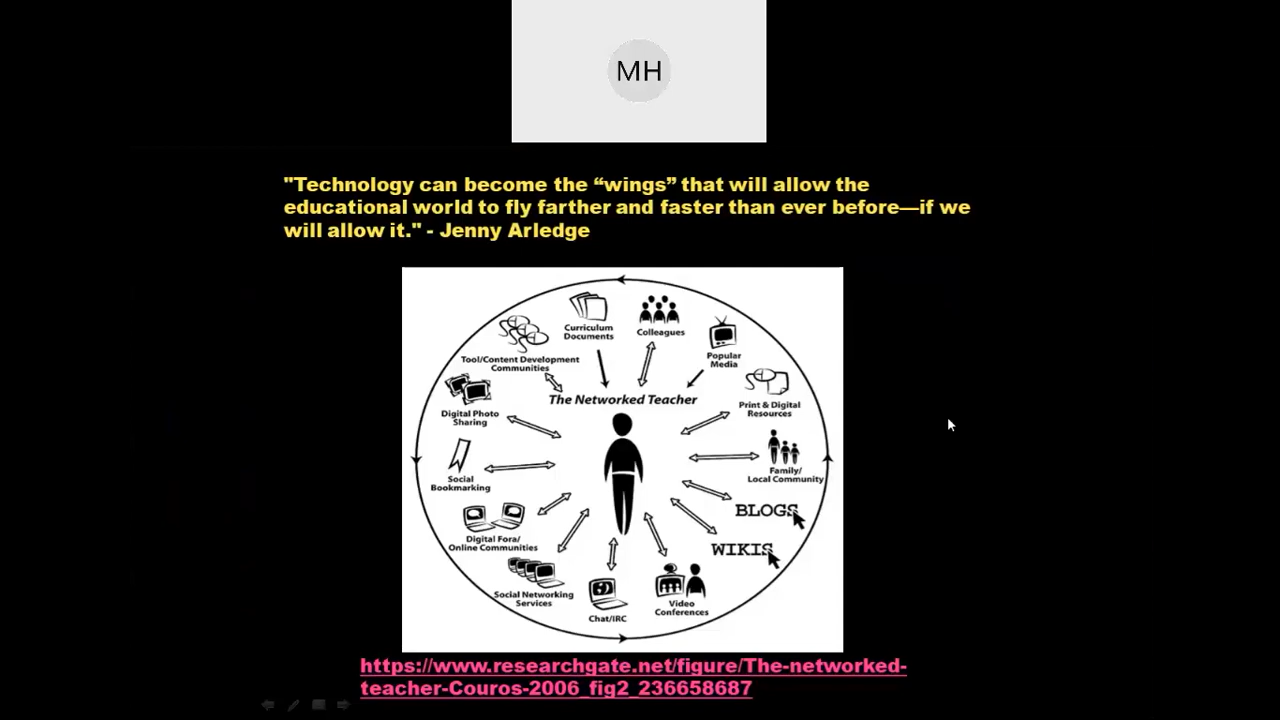 MH
"Technology can become the “wings” that will allow the
educational world to fly farther and faster than ever before—if we
will allow it." - Jenny Arledge
Curriculum
Documents
Colleagues
Popular
Media
Tool/Content Development
Communities
Print & Digital
Resources
The Networked Teacher
Digital Photo
Sharing
Family/
Local Community
Social
Bookmarking
BLOGS
Digital Fora/
Online Communities
WIKIS
Social Networking
Services
Video
Conferences
Chat/IRC
https://www.researchgate.net/figure/The-networked-
teacher-Couros-2006_fig2_236658687